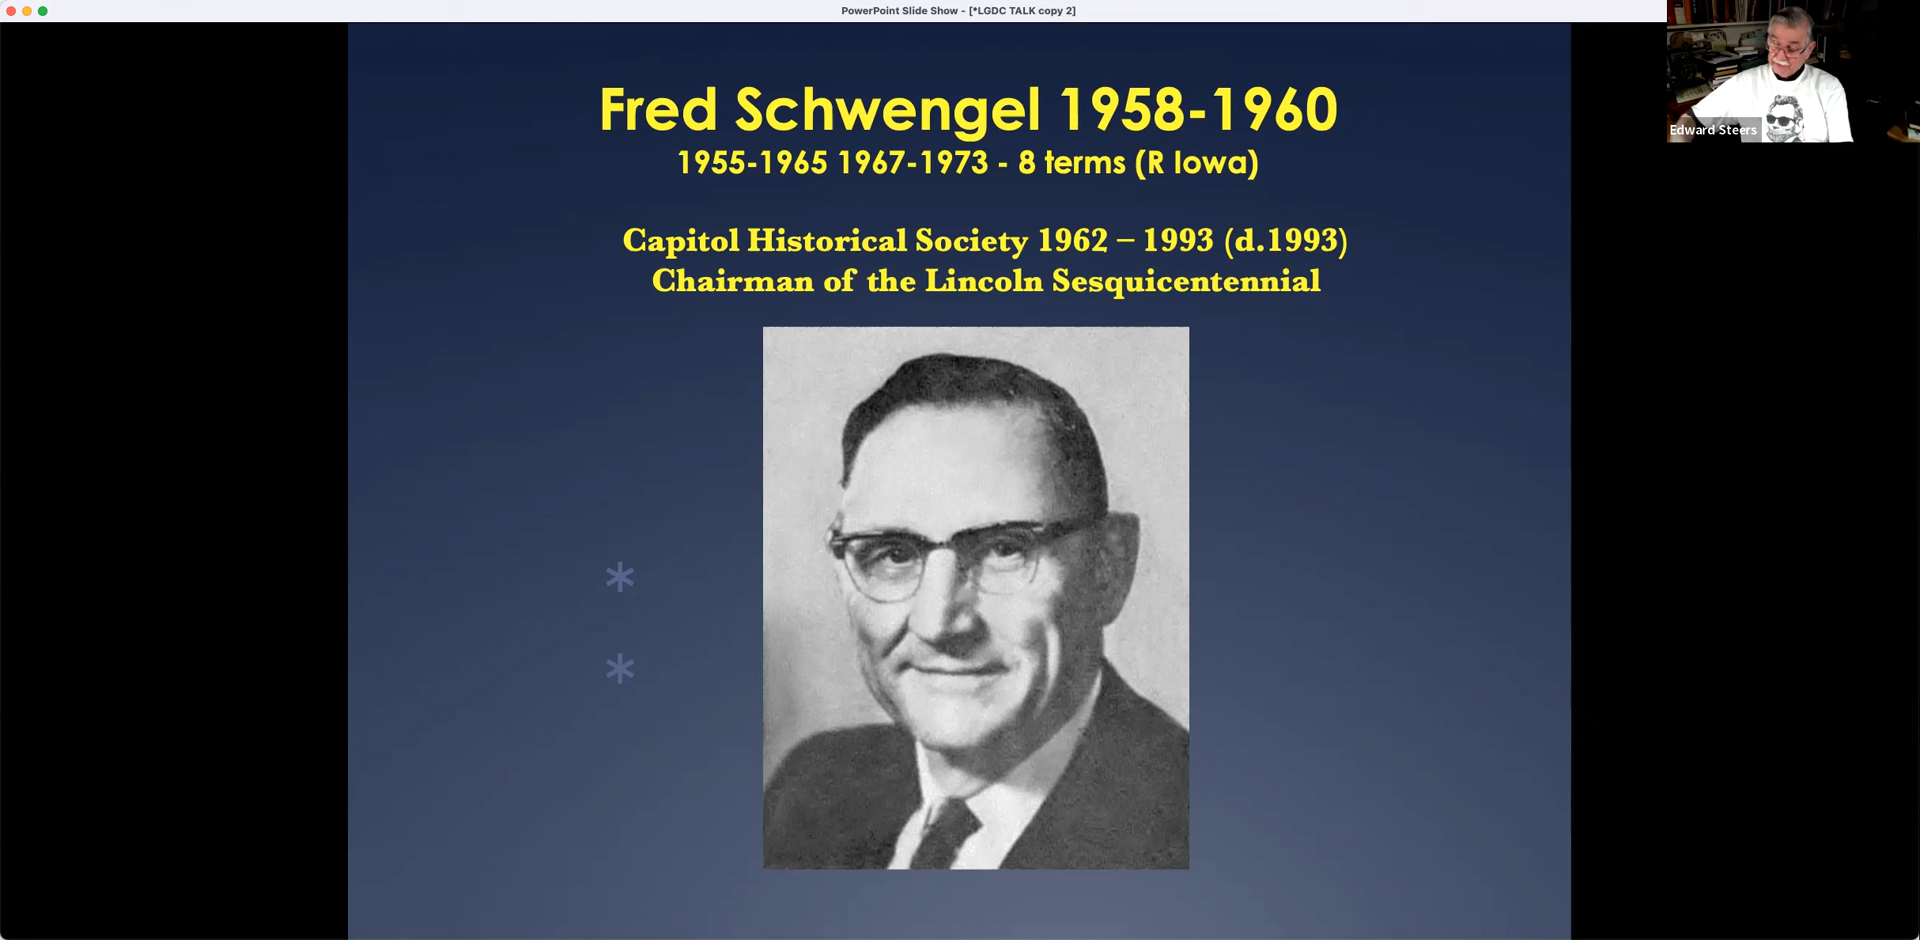 PowerPoint Slide Show - [*LGDC TALK copy 2]
Fred Schwengel 1958-1960
1955-1965 1967-1973 - 8 terms (R Iowa)
Capitol Historical Society 1962 – 1993 (d.1993)
Chairman of the Lincoln Sesquicentennial
*
*
Edward Steers